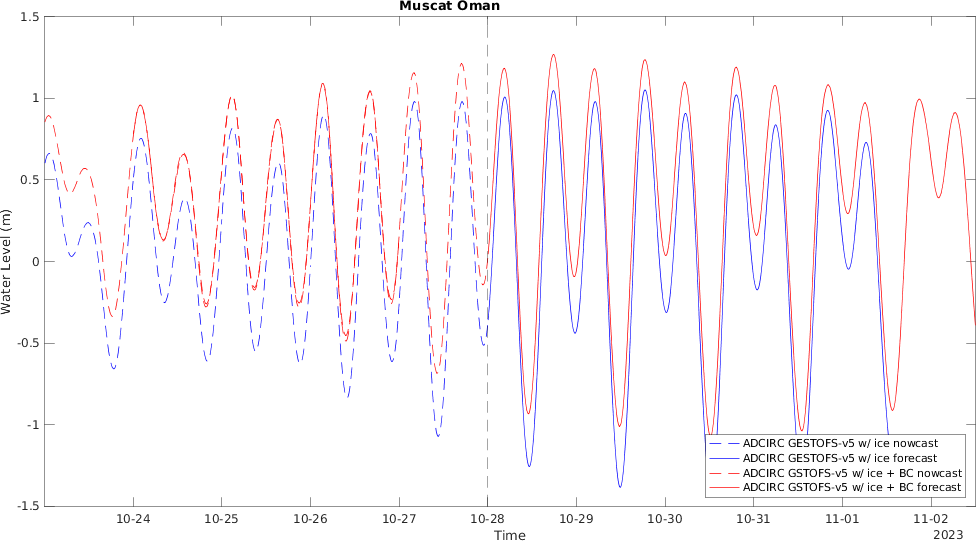 Muscat Oman
1.5
1
0.5
0
-0.5
-1
-1.5
Water Level (m)
ADCIRC GESTOFS-v5 w/ ice nowcast
ADCIRC GESTOFS-v5 w/ ice forecast
ADCIRC GSTOFS-v5 w/ ice + BC nowcast
ADCIRC GSTOFS-v5 w/ ice + BC forecast
10-24 10-25 10-26 10-27 10-28 10-29 10-30 10-31 11-01 11-02
Time
2023